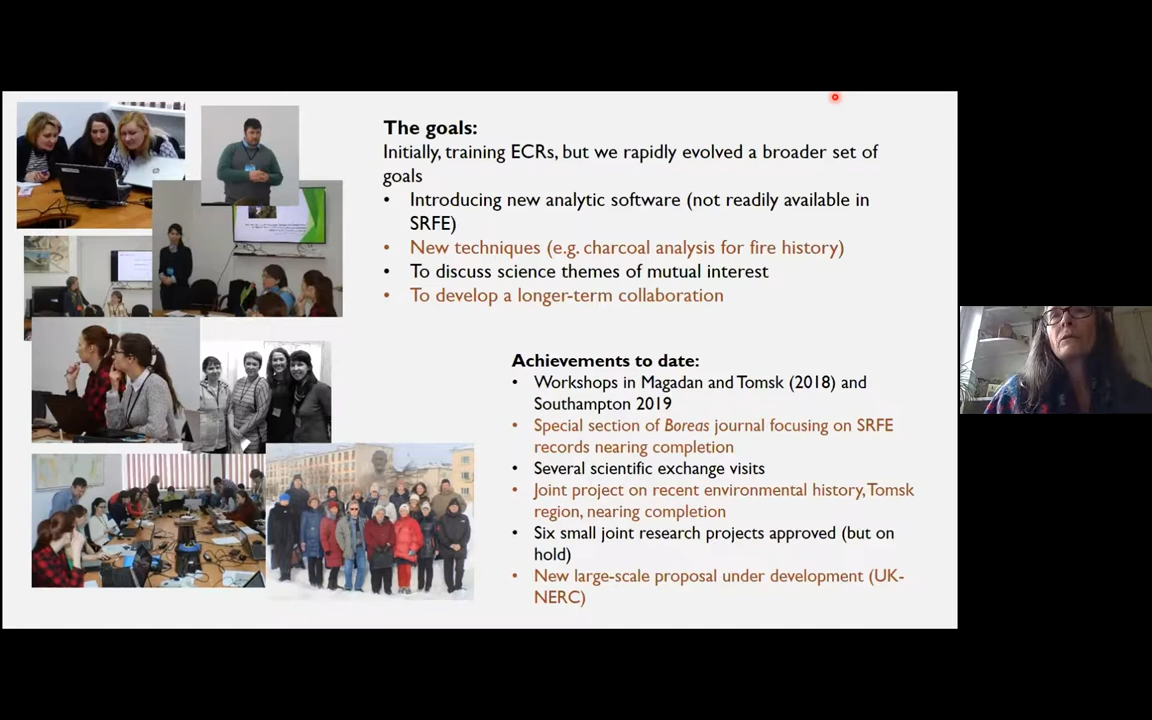 The goals:
Initially, training ECRs, but we rapidly evolved a broader set of
goals
• Introducing new analytic software (not readily available in
SRFE)
• New techniques (e.g. charcoal analysis for fire history)
• To discuss science themes of mutual interest
• To develop a longer-term collaboration
Achievements to date:
• Workshops in Magadan and Tomsk (2018) and
Southampton 2019
• Special section of Boreas journal focusing on SRFE
records nearing completion
• Several scientific exchange visits
• Joint project on recent environmental history, Tomsk
region, nearing completion
• Six small joint research projects approved (but on
hold)
• New large-scale proposal under development (UK-
NERC)